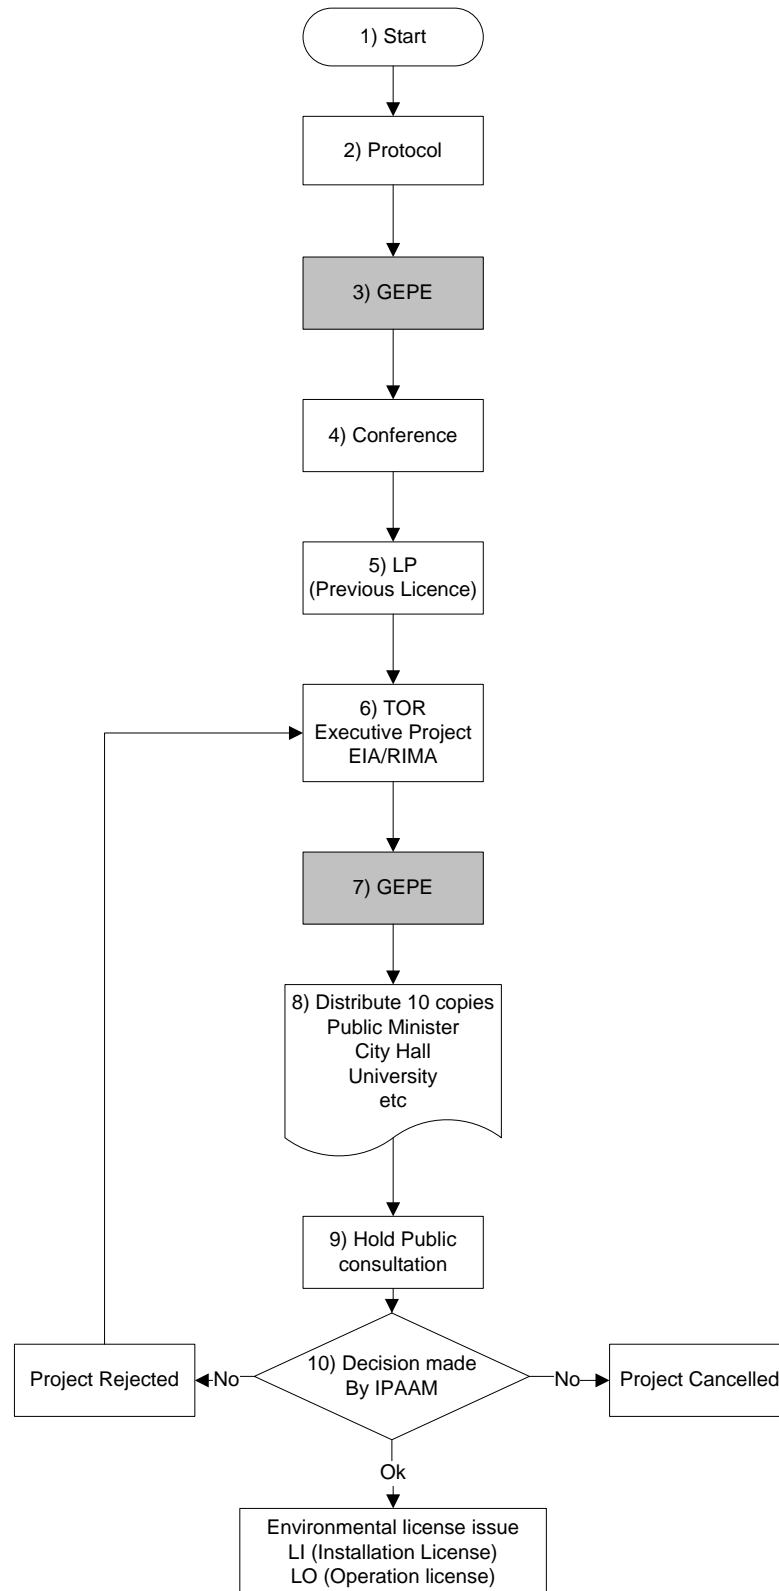 1) Start
2) Protocol
3) GEPE
4) Conference
5) LP
(Previous Licence)
6) TOR
Executive Project
EIA/RIMA
7) GEPE
8) Distribute 10 copies
Public Minister
City Hall
University
etc
9) Hold Public
consultation
10) Decision made
By IPAAM
No
Project Rejected
No
Project Cancelled
Ok
Environmental license issue
LI (Installation License)
LO (Operation license)